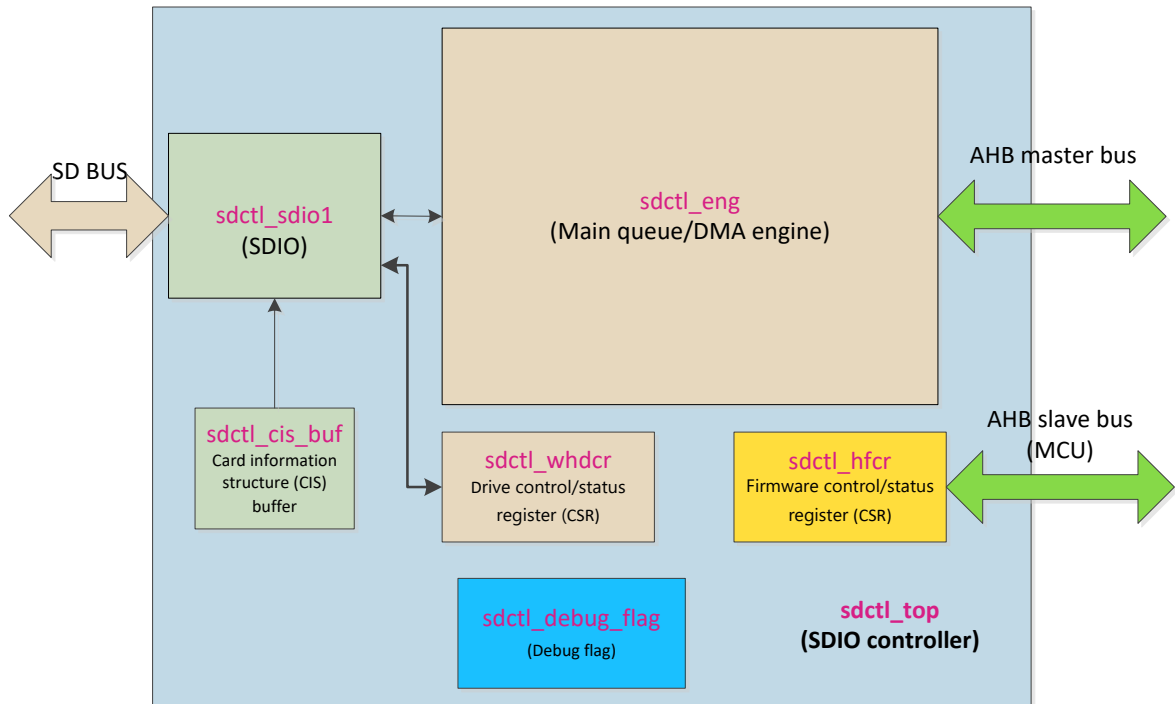 SD BUS
sdctl_sdio1
(SDIO)
sdctl_eng
(Main queue/DMA engine)
AHB master bus
sdctl_cis_buf
Card information
structure (CIS)
buffer
sdctl_whdcr
Drive control/status
register (CSR)
sdctl_hfcr
Firmware control/status
register (CSR)
AHB slave bus
(MCU)
sdctl_debug_flag
(Debug flag)
sdctl_top
(SDIO controller)